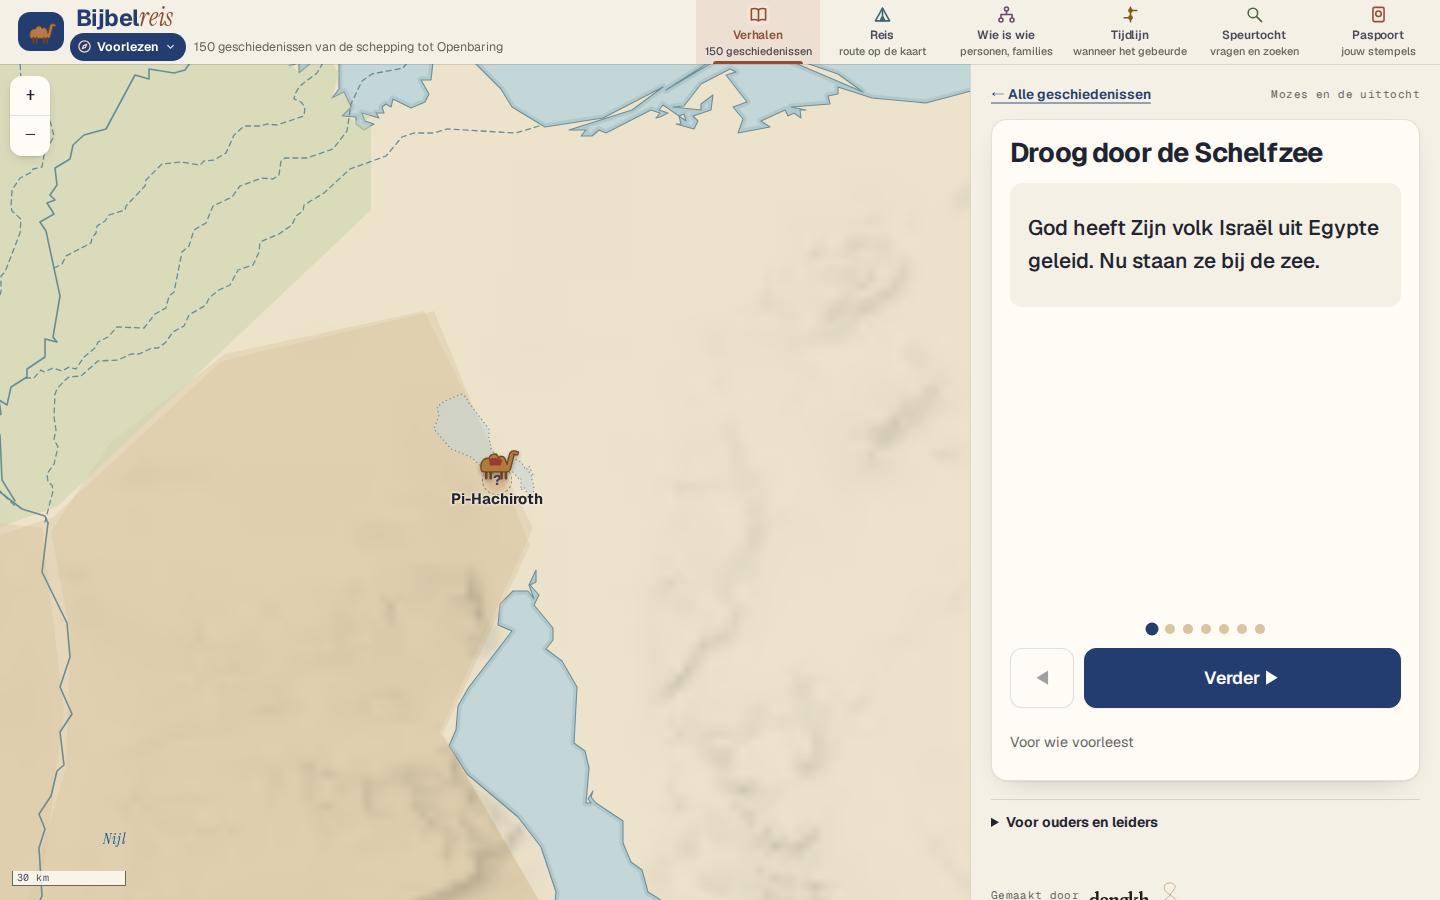 Bijbelreis
Voorlezen
150 geschiedenissen van de schepping tot Openbaring
Verhalen
150 geschiedenissen
Reis
route op de kaart
Wie is wie
personen, families
Tijdlijn
wanneer het gebeurde
Speurtocht
vragen en zoeken
Paspoort
jouw stempels
+
−
?
Pi-Hachiroth
Nijl
30 km
← Alle geschiedenissen
Mozes en de uittocht
Droog door de Schelfzee
God heeft Zijn volk Israël uit Egypte
geleid. Nu staan ze bij de zee.
Verder
Voor wie voorleest
Voor ouders en leiders
Gemaakt door dengkh